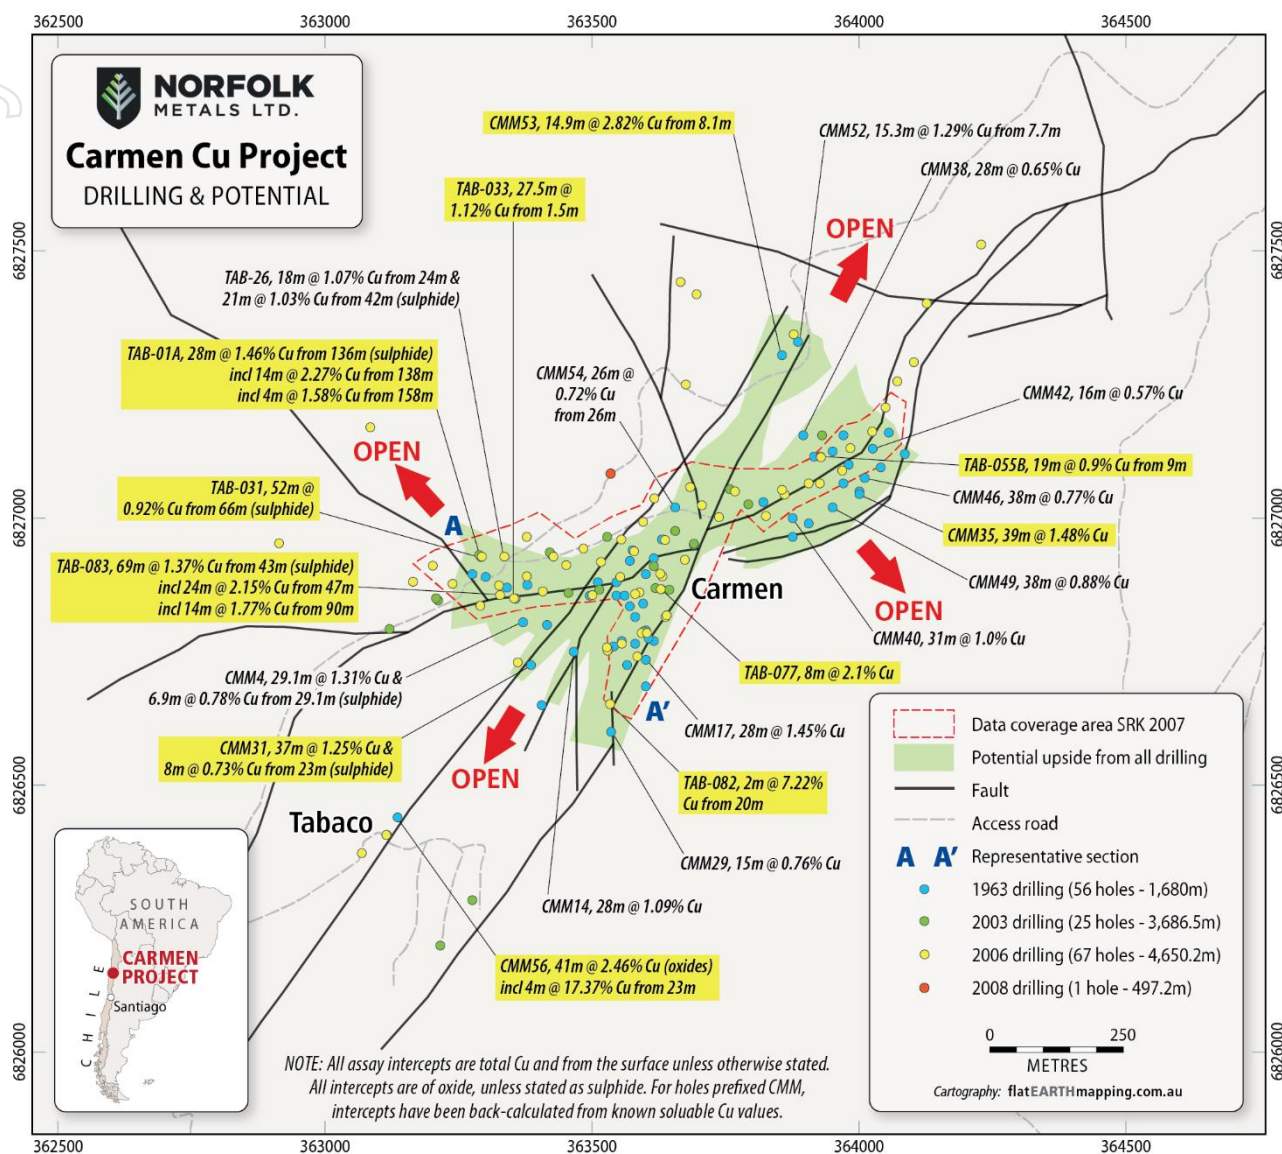 362500 363000 363500 364000 364500
NORFOLK
METALS LTD.
Carmen Cu Project
DRILLING & POTENTIAL
CMM53, 14.9m @ 2.82% Cu from 8.1m
CMM52, 15.3m @ 1.29% Cu from 7.7m
CMM38, 28m @ 0.65% Cu
TAB-033, 27.5m @
1.12% Cu from 1.5m
OPEN
6827500
6827500
TAB-26, 18m @ 1.07% Cu from 24m &
21m @ 1.03% Cu from 42m (sulphide)
TAB-01A, 28m @ 1.46% Cu from 136m (sulphide)
incl 14m @ 2.27% Cu from 138m
incl 4m @ 1.58% Cu from 158m
CMM54, 26m @
0.72% Cu
from 26m
CMM42, 16m @ 0.57% Cu
OPEN
TAB-055B, 19m @ 0.9% Cu from 9m
TAB-031, 52m @
0.92% Cu from 66m (sulphide)
CMM46, 38m @ 0.77% Cu
6827000
A
6827000
CMM35, 39m @ 1.48% Cu
TAB-083, 69m @ 1.37% Cu from 43m (sulphide)
incl 24m @ 2.15% Cu from 47m
incl 14m @ 1.77% Cu from 90m
CMM49, 38m @ 0.88% Cu
Carmen
OPEN
CMM40, 31m @ 1.0% Cu
CMM4, 29.1m @ 1.31% Cu &
6.9m @ 0.78% Cu from 29.1m (sulphide)
TAB-077, 8m @ 2.1% Cu
A'
CMM17, 28m @ 1.45% Cu
CMM31, 37m @ 1.25% Cu &
8m @ 0.73% Cu from 23m (sulphide)
OPEN
TAB-082, 2m @ 7.22%
Cu from 20m
6826500
6826500
Tabaco
CMM29, 15m @ 0.76% Cu
CMM14, 28m @ 1.09% Cu
CMM56, 41m @ 2.46% Cu (oxides)
incl 4m @ 17.37% Cu from 23m
Data coverage area SRK 2007
Potential upside from all drilling
Fault
Access road
A A' Representative section
1963 drilling (56 holes - 1,680m)
2003 drilling (25 holes - 3,686.5m)
2006 drilling (67 holes - 4,650.2m)
2008 drilling (1 hole - 497.2m)
0 250
METRES
Cartography: flatEARTHmapping.com.au
SOUTH
AMERICA
CARMEN
PROJECT
Santiago
CHILE
6826000
6826000
NOTE: All assay intercepts are total Cu and from the surface unless otherwise stated.
All intercepts are of oxide, unless stated as sulphide. For holes prefixed CMM,
intercepts have been back-calculated from known soluable Cu values.
362500 363000 363500 364000 364500